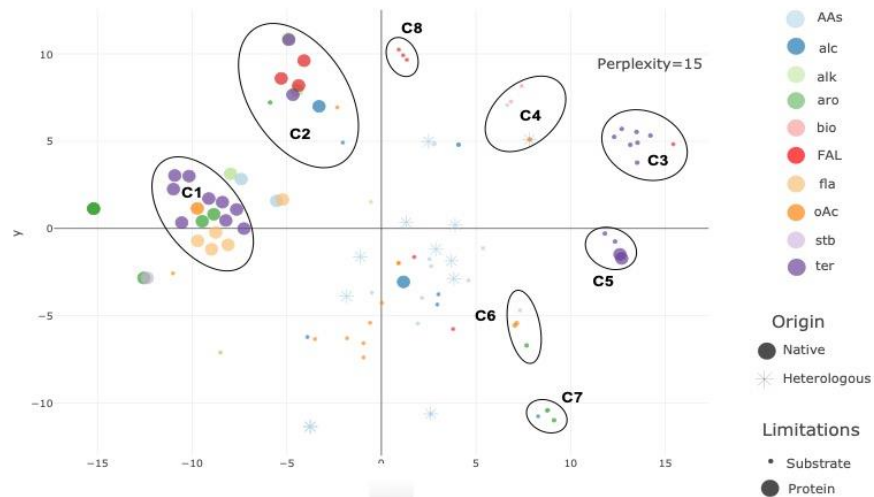 C8
AAs
10
alc
Perplexity=15
alk
C4
aro
C2
bio
5
C3
FAL
C1
fla
y
0
oAc
stb
C5
ter
−5
C6
Origin
Native
Heterologous
−10
C7
Limitations
−15
−10
−5
5
10
15
Substrate
Protein